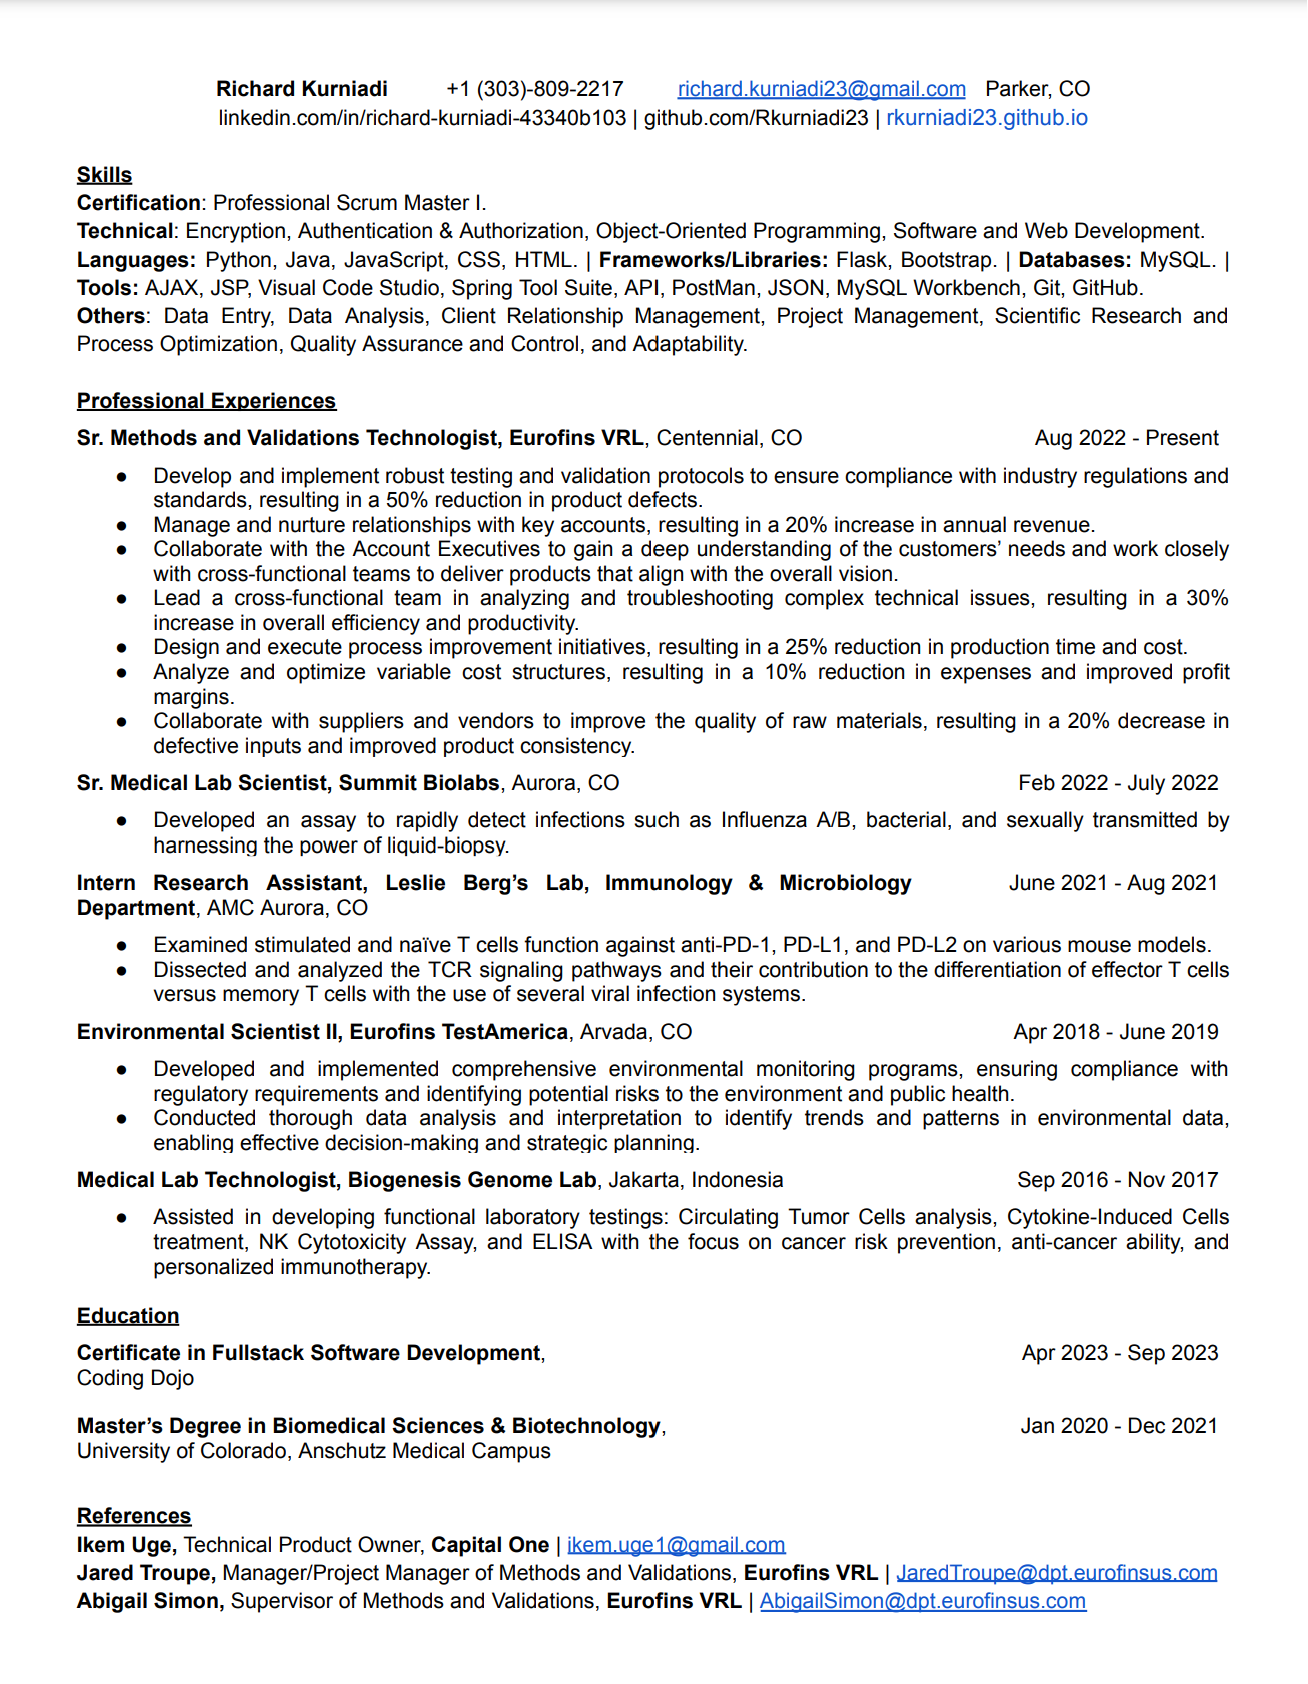 Richard Kurniadi +1 (303)-809-2217 richard.kurniadi23@gmail.com Parker, CO
linkedin.com/in/richard-kurniadi-43340b103 | github.com/Rkurniadi23 | rkurniadi23.github.io
Skills
Certification: Professional Scrum Master I.
Technical: Encryption, Authentication & Authorization, Object-Oriented Programming, Software and Web Development.
Languages: Python, Java, JavaScript, CSS, HTML. | Frameworks/Libraries: Flask, Bootstrap. | Databases: MySQL. |
Tools: AJAX, JSP, Visual Code Studio, Spring Tool Suite, API, PostMan, JSON, MySQL Workbench, Git, GitHub.
Others: Data Entry, Data Analysis, Client Relationship Management, Project Management, Scientific Research and
Process Optimization, Quality Assurance and Control, and Adaptability.
Professional Experiences
Sr. Methods and Validations Technologist, Eurofins VRL, Centennial, CO Aug 2022 - Present
● Develop and implement robust testing and validation protocols to ensure compliance with industry regulations and
standards, resulting in a 50% reduction in product defects.
● Manage and nurture relationships with key accounts, resulting in a 20% increase in annual revenue.
● Collaborate with the Account Executives to gain a deep understanding of the customers’ needs and work closely
with cross-functional teams to deliver products that align with the overall vision.
● Lead a cross-functional team in analyzing and troubleshooting complex technical issues, resulting in a 30%
increase in overall efficiency and productivity.
● Design and execute process improvement initiatives, resulting in a 25% reduction in production time and cost.
● Analyze and optimize variable cost structures, resulting in a 10% reduction in expenses and improved profit
margins.
● Collaborate with suppliers and vendors to improve the quality of raw materials, resulting in a 20% decrease in
defective inputs and improved product consistency.
Sr. Medical Lab Scientist, Summit Biolabs, Aurora, CO Feb 2022 - July 2022
● Developed an assay to rapidly detect infections such as Influenza A/B, bacterial, and sexually transmitted by
harnessing the power of liquid-biopsy.
Intern Research Assistant, Leslie Berg’s Lab, Immunology & Microbiology June 2021 - Aug 2021
Department, AMC Aurora, CO
● Examined stimulated and naïve T cells function against anti-PD-1, PD-L1, and PD-L2 on various mouse models.
● Dissected and analyzed the TCR signaling pathways and their contribution to the differentiation of effector T cells
versus memory T cells with the use of several viral infection systems.
Environmental Scientist II, Eurofins TestAmerica, Arvada, CO Apr 2018 - June 2019
● Developed and implemented comprehensive environmental monitoring programs, ensuring compliance with
regulatory requirements and identifying potential risks to the environment and public health.
● Conducted thorough data analysis and interpretation to identify trends and patterns in environmental data,
enabling effective decision-making and strategic planning.
Medical Lab Technologist, Biogenesis Genome Lab, Jakarta, Indonesia Sep 2016 - Nov 2017
● Assisted in developing functional laboratory testings: Circulating Tumor Cells analysis, Cytokine-Induced Cells
treatment, NK Cytotoxicity Assay, and ELISA with the focus on cancer risk prevention, anti-cancer ability, and
personalized immunotherapy.
Education
Certificate in Fullstack Software Development, Apr 2023 - Sep 2023
Coding Dojo
Master’s Degree in Biomedical Sciences & Biotechnology, Jan 2020 - Dec 2021
University of Colorado, Anschutz Medical Campus
References
Ikem Uge, Technical Product Owner, Capital One | ikem.uge1@gmail.com
Jared Troupe, Manager/Project Manager of Methods and Validations, Eurofins VRL | JaredTroupe@dpt.eurofinsus.com
Abigail Simon, Supervisor of Methods and Validations, Eurofins VRL | AbigailSimon@dpt.eurofinsus.com